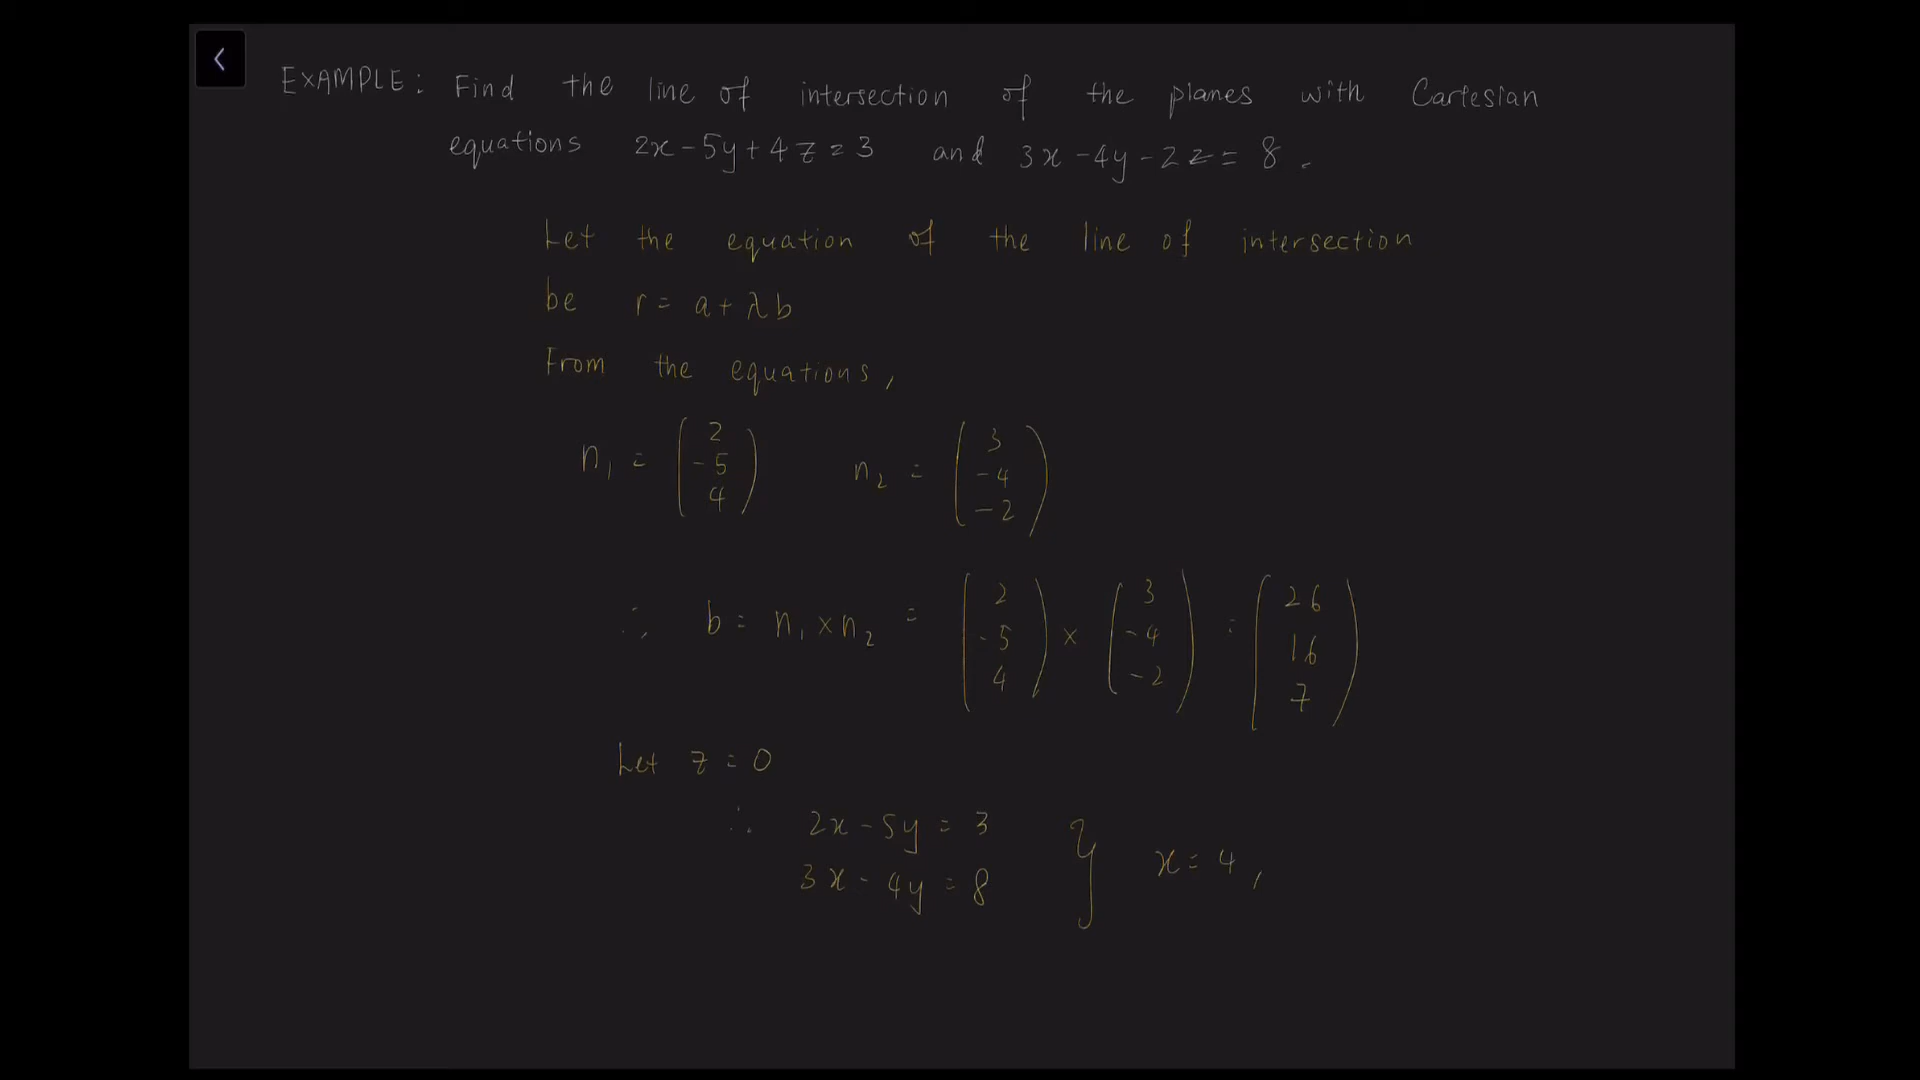 EXAMPLE: Find the line of intersection of the planes with Cartesian
equations 2x-5y+4z=3 and 3x-4y-2z=8.
Let the equation of the line of intersection
be r = a+λb
From the equations,
n₁ = (2 -5 4) n₂ = (3 -4 -2)
∴ b = n₁×n₂ = (2 -5 4) × (3 -4 -2) = (26 16 7)
Let z=0
∴ 2x-5y=3
3x-4y=8 } x=4,